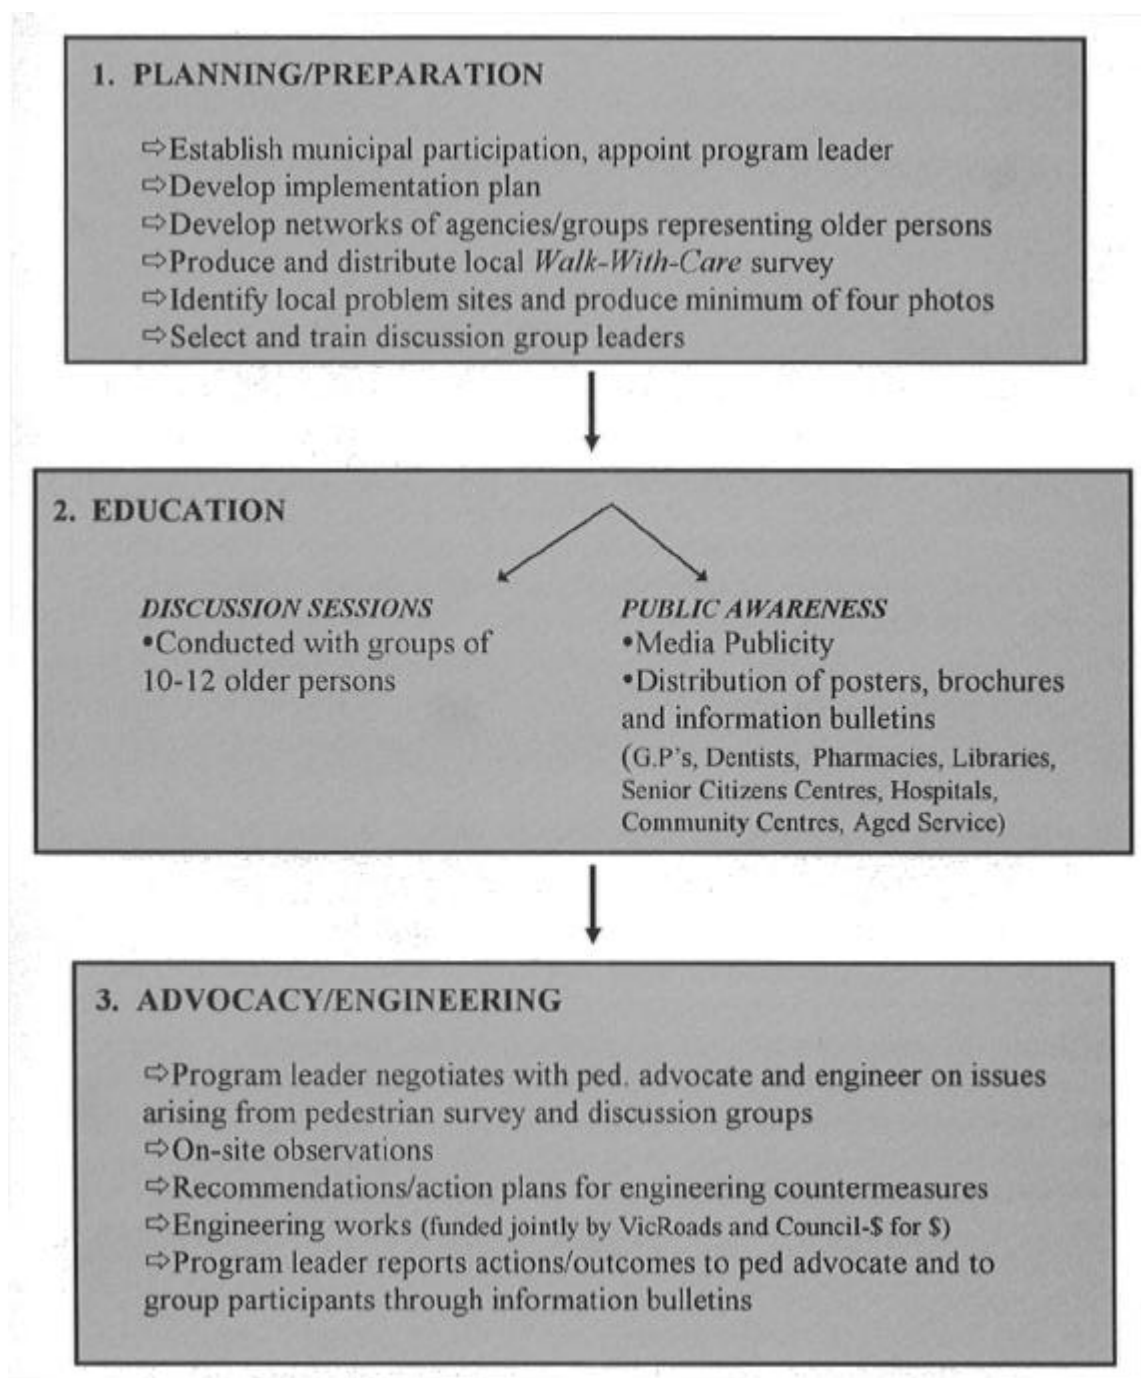 1. PLANNING/PREPARATION
⇨Establish municipal participation, appoint program leader
⇨Develop implementation plan
⇨Develop networks of agencies/groups representing older persons
⇨Produce and distribute local Walk-With-Care survey
⇨Identify local problem sites and produce minimum of four photos
⇨Select and train discussion group leaders
2. EDUCATION
DISCUSSION SESSIONS
•Conducted with groups of
10-12 older persons
PUBLIC AWARENESS
•Media Publicity
•Distribution of posters, brochures
and information bulletins
(G.P's, Dentists, Pharmacies, Libraries,
Senior Citizens Centres, Hospitals,
Community Centres, Aged Service)
3. ADVOCACY/ENGINEERING
⇨Program leader negotiates with ped. advocate and engineer on issues
arising from pedestrian survey and discussion groups
⇨On-site observations
⇨Recommendations/action plans for engineering countermeasures
⇨Engineering works (funded jointly by VicRoads and Council-$ for $)
⇨Program leader reports actions/outcomes to ped advocate and to
group participants through information bulletins